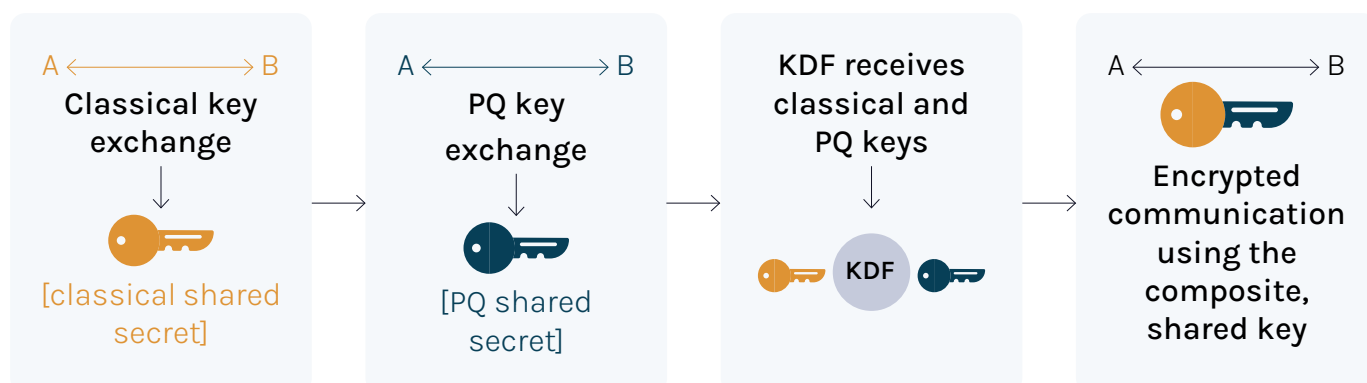 A B
Classical key
exchange
[classical shared
secret]
A B
PQ key
exchange
[PQ shared
secret]
KDF receives
classical and
PQ keys
KDF
A B
Encrypted
communication
using the
composite,
shared key